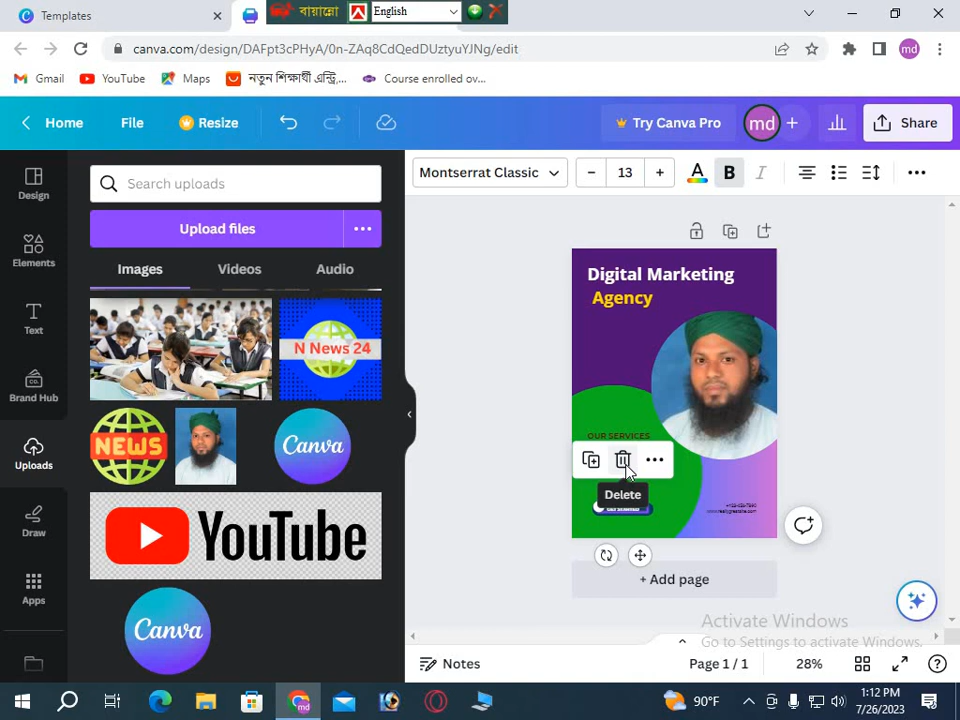 Templates
বায়ান্নো
English
canva.com/design/DAFpt3cPHyA/0n-ZAq8CdQedDUztyuYJNg/edit
md
Gmail
YouTube
Maps
নতুন শিক্ষার্থী এন্ট্রি,...
Course enrolled ov...
Home
File
Resize
Try Canva Pro
md
Share
Design
Elements
Text
Brand Hub
CO.
Uploads
Draw
Apps
Search uploads
Upload files
Images
Videos
Audio
N News 24
NEWS
Canva
YouTube
Canva
Montserrat Classic
13
A
B
I
Digital Marketing
Agency
OUR SERVICES
Delete
+ Add page
Activate Windows
Go to Settings to activate Windows.
Notes
Page 1 / 1
28%
90°F
1:12 PM
7/26/2023